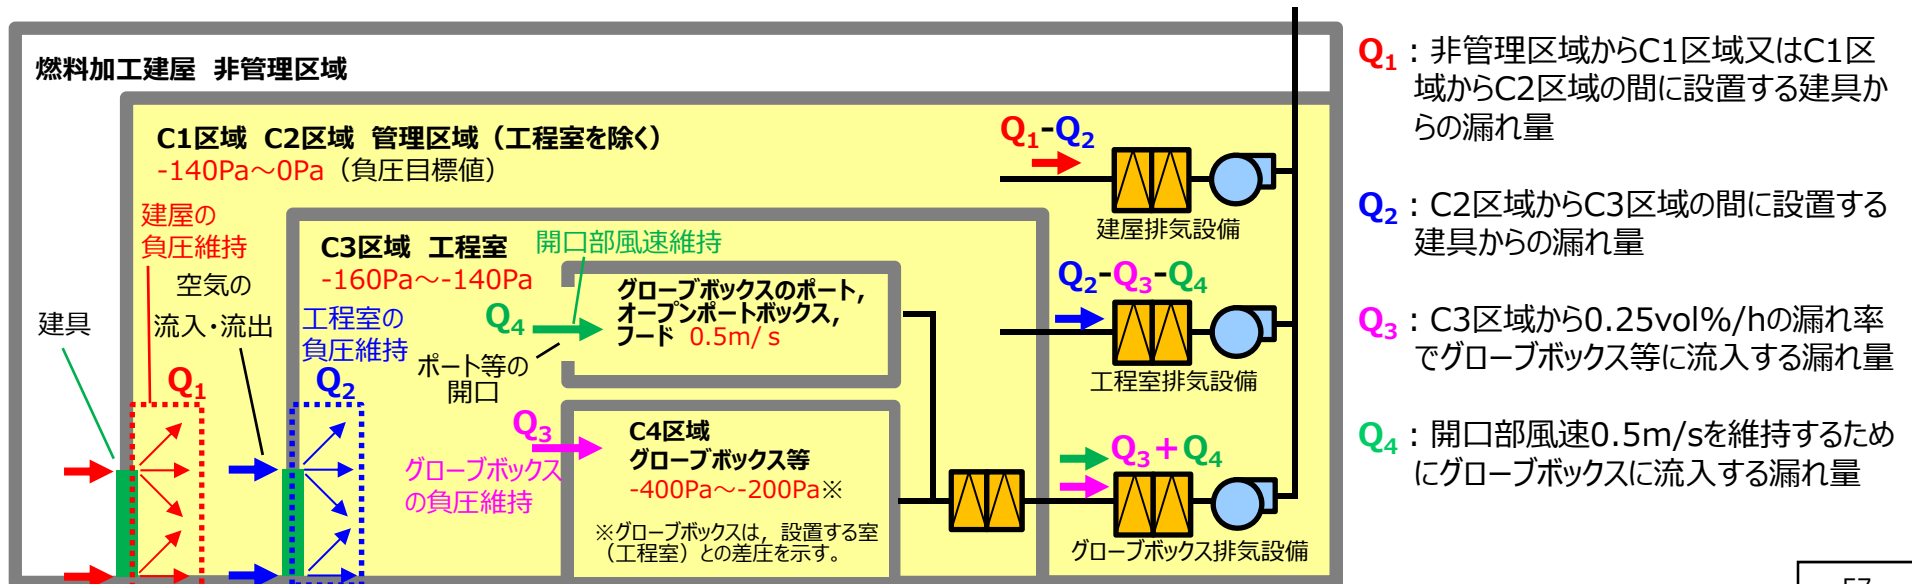 燃料加工建屋 非管理区域
C1区域 C2区域 管理区域（工程室を除く）
-140Pa～0Pa（負圧目標値）
建屋の
負圧維持
空気の
流入・流出
建具
Q1
C3区域 工程室
-160Pa～-140Pa
開口部風速維持
工程室の
負圧維持
Q2
Q4
ポート等の
開口
グローブボックスのポート，
オープンポートボックス，
フード 0.5m/ s
Q3
グローブボックス
の負圧維持
C4区域
グローブボックス等
-400Pa～-200Pa※
※グローブボックスは，設置する室
（工程室）との差圧を示す。
Q1-Q2
建屋排気設備
Q2-Q3-Q4
工程室排気設備
Q3＋Q4
グローブボックス排気設備
Q1：非管理区域からC1区域又はC1区
域からC2区域の間に設置する建具か
らの漏れ量
Q2：C2区域からC3区域の間に設置する
建具からの漏れ量
Q3：C3区域から0.25vol%/hの漏れ率
でグローブボックス等に流入する漏れ量
Q4：開口部風速0.5m/sを維持するため
にグローブボックスに流入する漏れ量